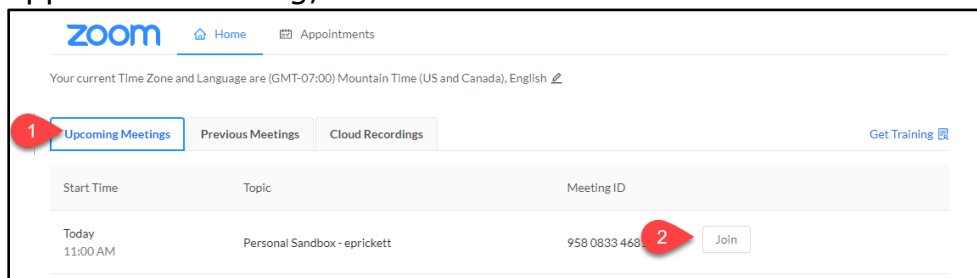 zoom Home Appointments
Your current Time Zone and Language are (GMT-07:00) Mountain Time (US and Canada), English
1 Upcoming Meetings Previous Meetings Cloud Recordings Get Training
Start Time Topic Meeting ID
Today
11:00 AM Personal Sandbox - eprickett 958 0833 2 Join